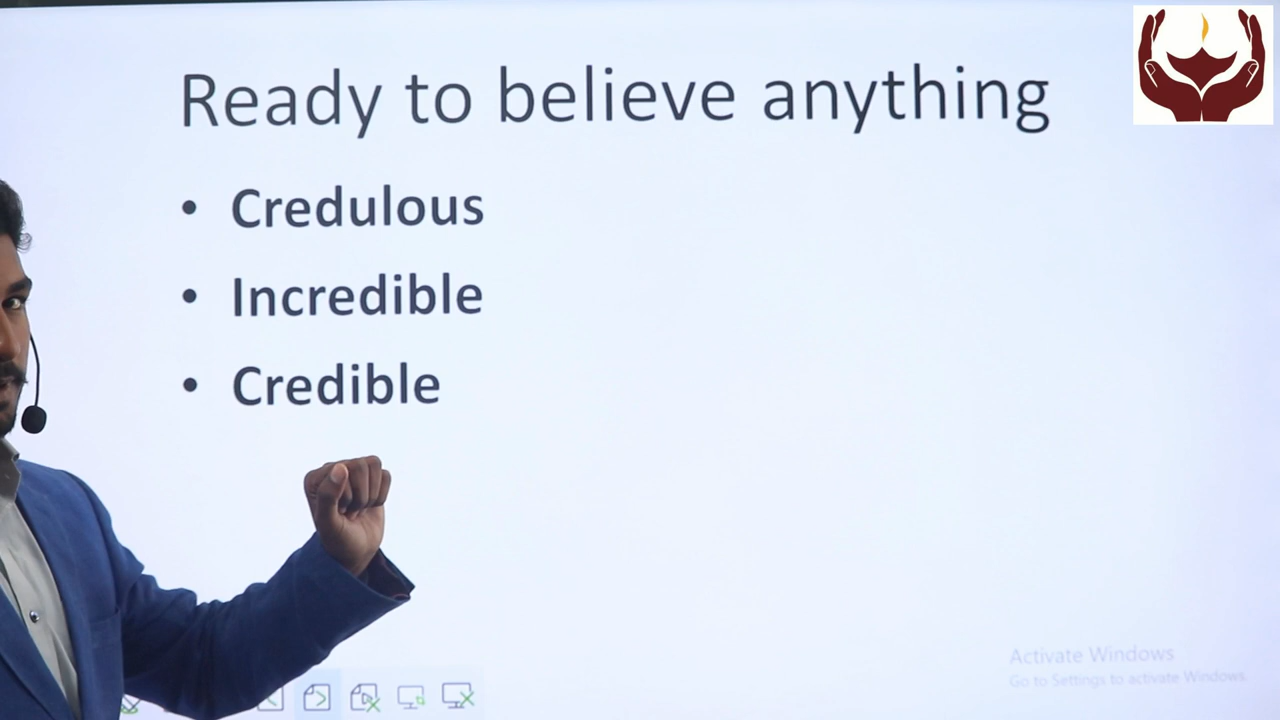 Ready to believe anything
• Credulous
• Incredible
• Credible
Activate Windows
Go to Settings to activate Windows.